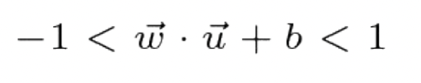 −1 < w⃗ · u⃗ + b < 1